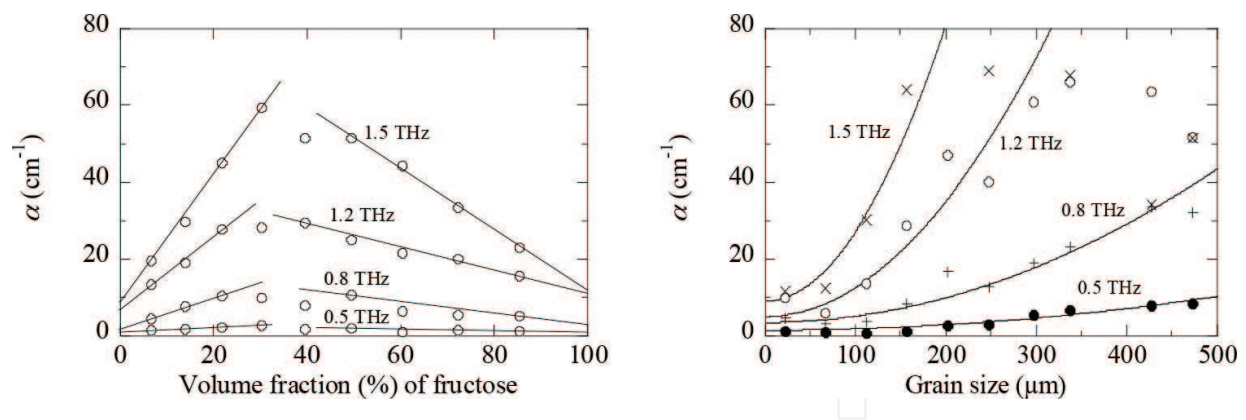 80
60
40
20
0
α (cm⁻¹)
1.5 THz
1.2 THz
0.8 THz
0.5 THz
0 20 40 60 80 100
Volume fraction (%) of fructose
80
60
40
20
0
α (cm⁻¹)
1.5 THz
1.2 THz
0.8 THz
0.5 THz
0 100 200 300 400 500
Grain size (μm)